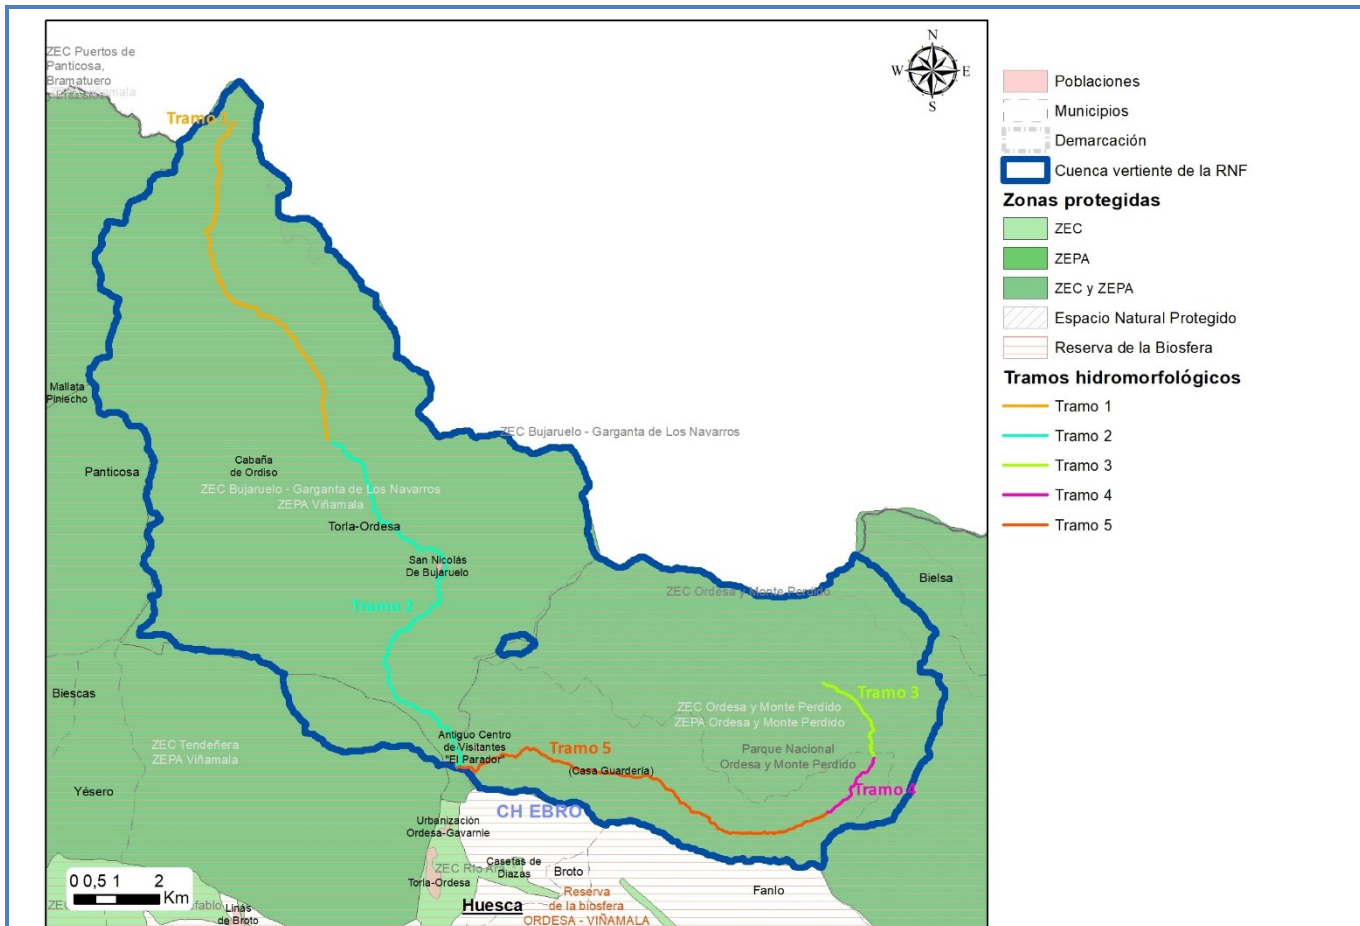 ZEC Puertos de
Panticosa,
Bramatuero
Tramo 1
N
W
E
S
Mallata
Piniecho
Panticosa
Cabaña
de Ordiso
ZEC Bujaruelo - Garganta de Los Navarros
ZEC Bujaruelo - Garganta de Los Navarros
ZEPA Viñamala
Torla-Ordesa
San Nicolás
De Bujaruelo
Tramo 2
ZEC Ordesa y Monte Perdido
Bielsa
Biescas
ZEC Tendeñera
ZEPA Viñamala
Yésero
Antiguo Centro
de Visitantes
"El Parador"
Tramo 5
(Casa Guardería)
ZEC Ordesa y Monte Perdido
ZEPA Ordesa y Monte Perdido
Tramo 3
Parque Nacional
Ordesa y Monte Perdido
Tramo 4
CH EBRO
Urbanización
Ordesa-Gavarnie
ZEC Río Ara
Torla-Ordesa
Casetas de
Diazas
Broto
Fanlo
Huesca
Reserva
de la biosfera
ORDESA - VIÑAMALA
0 0,5 1 2
Km
Linás
de Broto
Poblaciones
Municipios
Demarcación
Cuenca vertiente de la RNF
Zonas protegidas
ZEC
ZEPA
ZEC y ZEPA
Espacio Natural Protegido
Reserva de la Biosfera
Tramos hidromorfológicos
Tramo 1
Tramo 2
Tramo 3
Tramo 4
Tramo 5